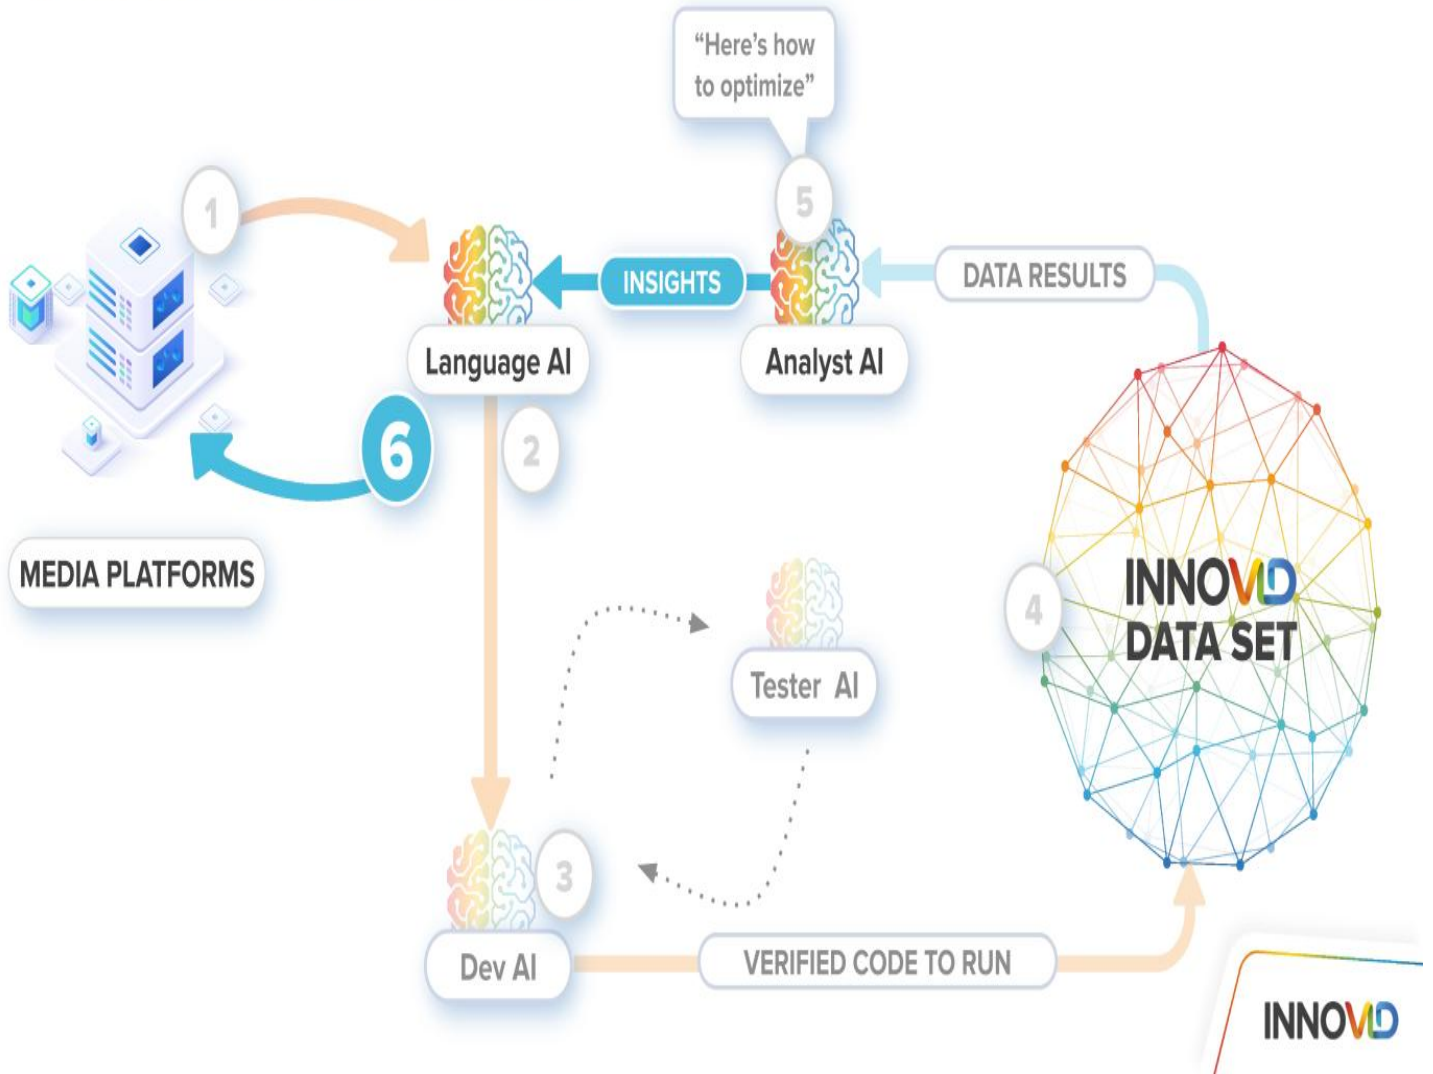 “Here’s how
to optimize”
1
5
INSIGHTS
DATA RESULTS
Language AI
Analyst AI
6
2
MEDIA PLATFORMS
INNOVID
DATA SET
4
Tester AI
3
Dev AI
VERIFIED CODE TO RUN
INNOVID